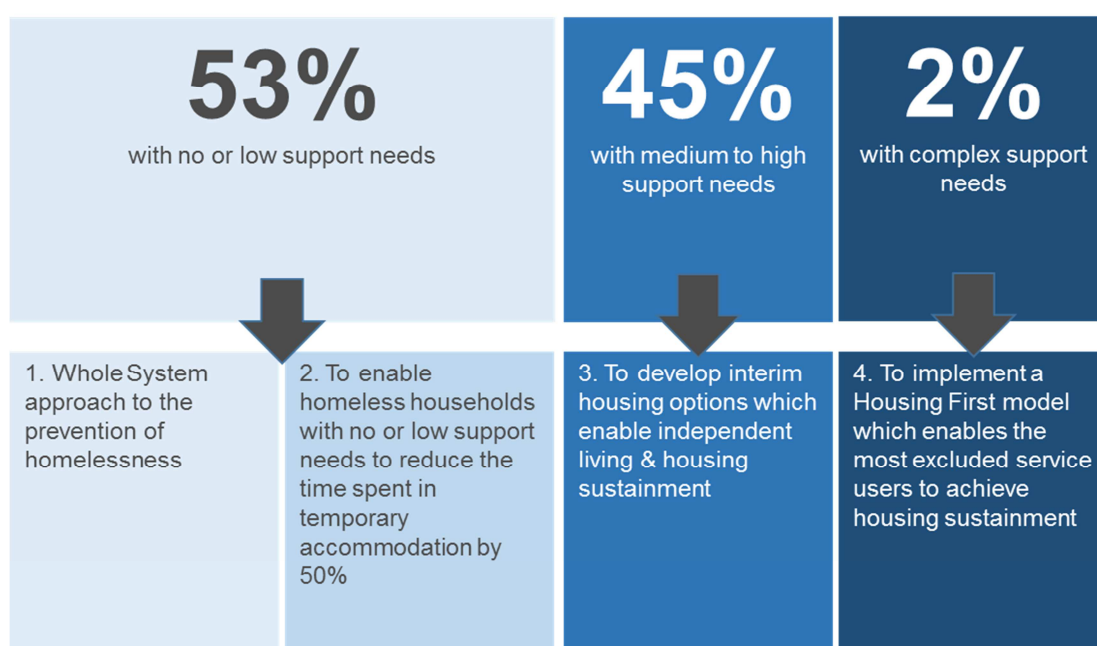 53%
with no or low support needs
45%
with medium to high
support needs
2%
with complex support
needs
1. Whole System
approach to the
prevention of
homelessness
2. To enable
homeless households
with no or low support
needs to reduce the
time spent in
temporary
accommodation by
50%
3. To develop interim
housing options which
enable independent
living & housing
sustainment
4. To implement a
Housing First model
which enables the
most excluded service
users to achieve
housing sustainment